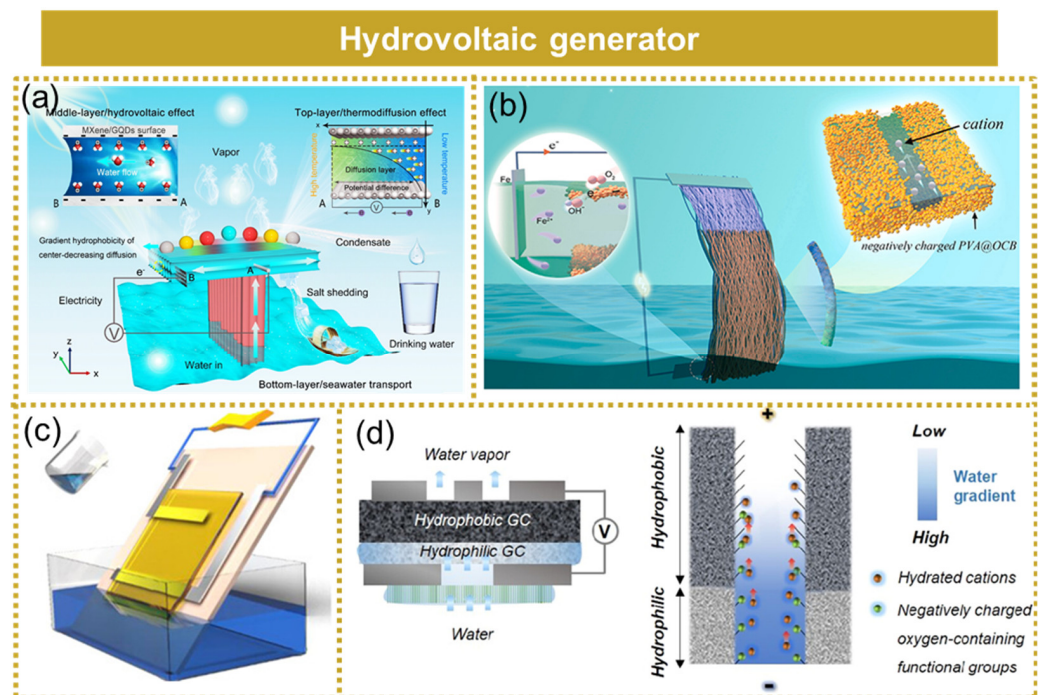 Hydrovoltaic generator
(a)
Middle-layer/hydrovoltaic effect
MXene/GQDs surface
Water flow
B
A
Vapor
Top-layer/thermodiffusion effect
x
High temperature
Low temperature
Diffusion layer
Potential difference
A
B
V
y
Gradient hydrophobicity of
center-decreasing diffusion
Condensate
e-
B
A
Electricity
V
Salt shedding
Drinking water
z
y
x
Water in
Bottom-layer/seawater transport
(b)
e-
Fe
O2
e-
OH-
Fe2+
cation
negatively charged PVA@OCB
(c)
(d)
Water vapor
Hydrophobic GC
Hydrophilic GC
V
Water
+
Hydrophobic
Hydrophilic
-
Low
Water
gradient
High
Hydrated cations
Negatively charged
oxygen-containing
functional groups